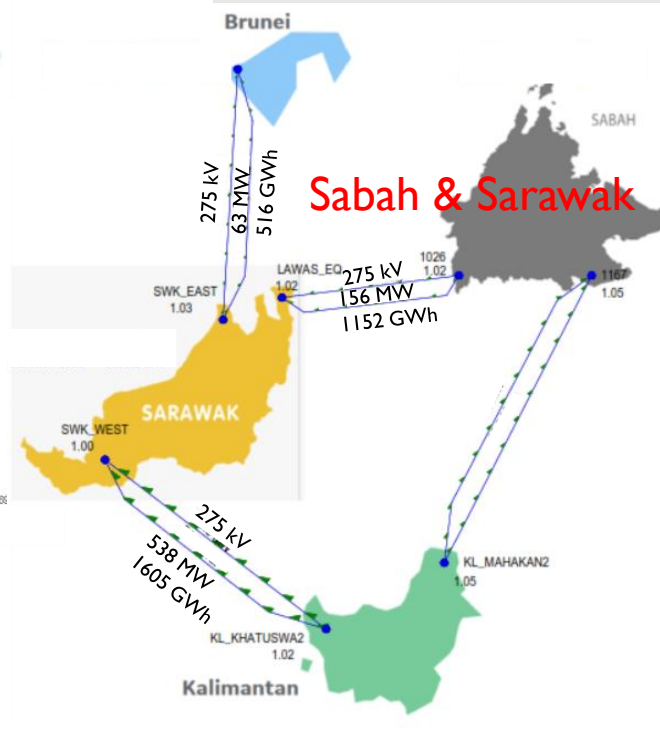 Brunei
SABAH
Sabah & Sarawak
275 kV
63 MW
516 GWh
1026
1.02
LAWAS_EQ
1.02
275 kV
156 MW
1152 GWh
1167
1.05
SWK_EAST
1.03
SARAWAK
SWK_WEST
1.00
275 kV
538 MW
1605 GWh
KL_MAHAKAN2
1.05
KL_KHATUSWA2
1.02
Kalimantan